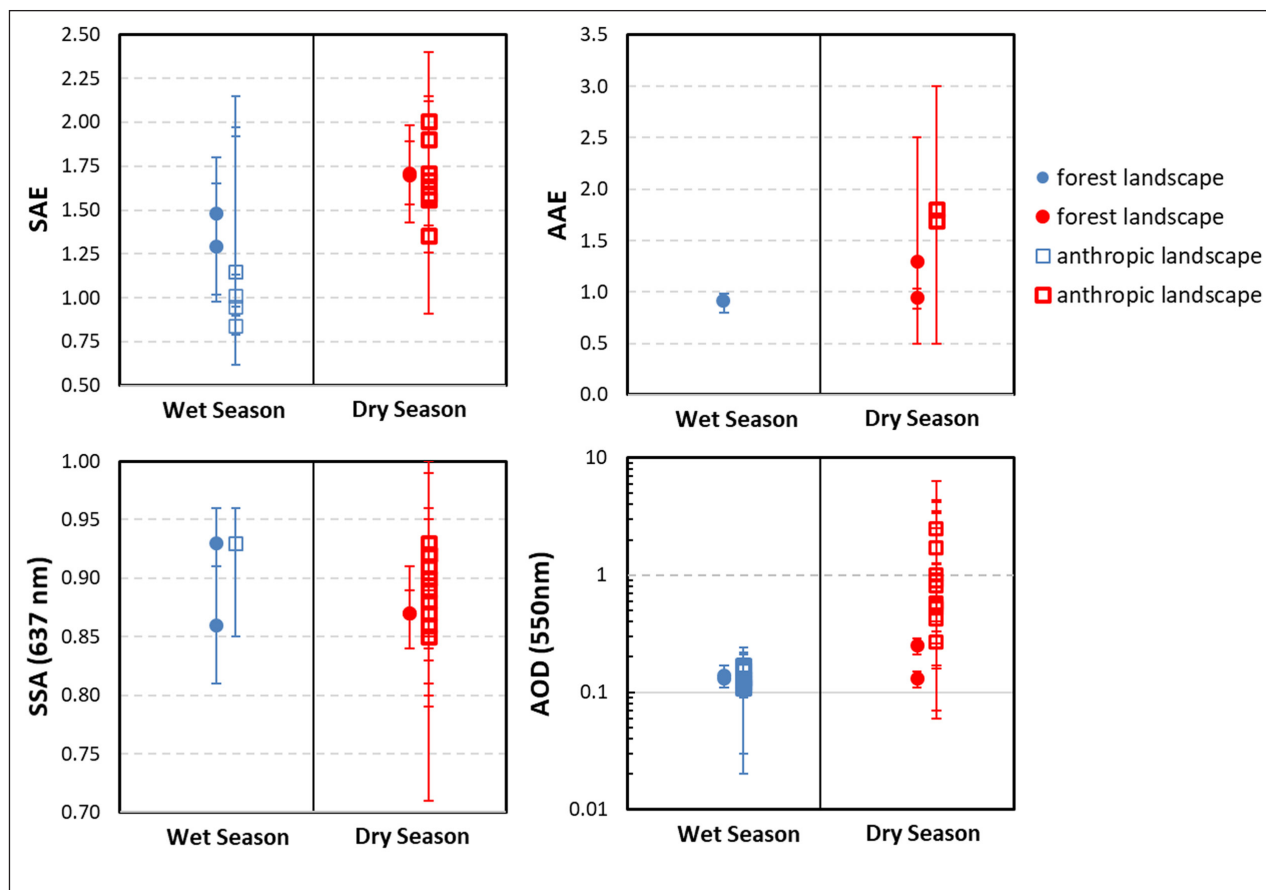 2.50
2.25
2.00
1.75
1.50
1.25
1.00
0.75
0.50
SAE
Wet Season
Dry Season
3.5
3.0
2.5
2.0
1.5
1.0
0.5
0.0
AAE
Wet Season
Dry Season
forest landscape
forest landscape
anthropic landscape
anthropic landscape
1.00
0.95
0.90
0.85
0.80
0.75
0.70
SSA (637 nm)
Wet Season
Dry Season
10
1
0.1
0.01
AOD (550nm)
Wet Season
Dry Season